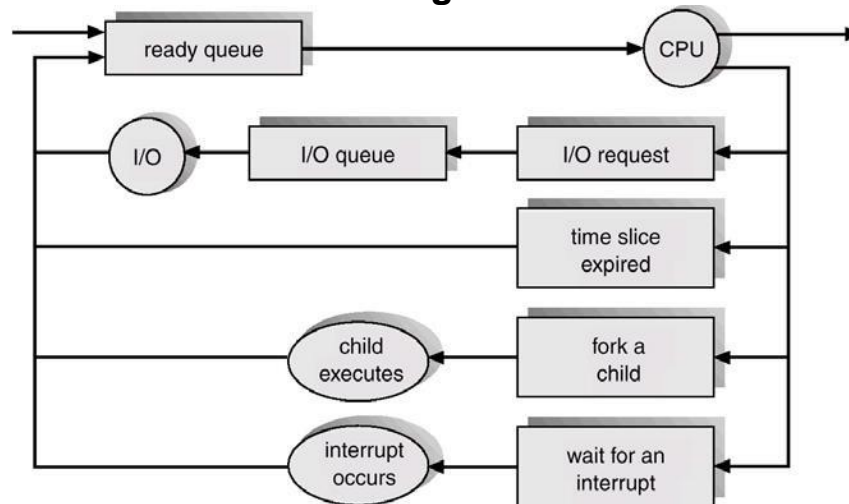 ready queue
CPU
I/O
I/O queue
I/O request
time slice
expired
child
executes
fork a
child
interrupt
occurs
wait for an
interrupt